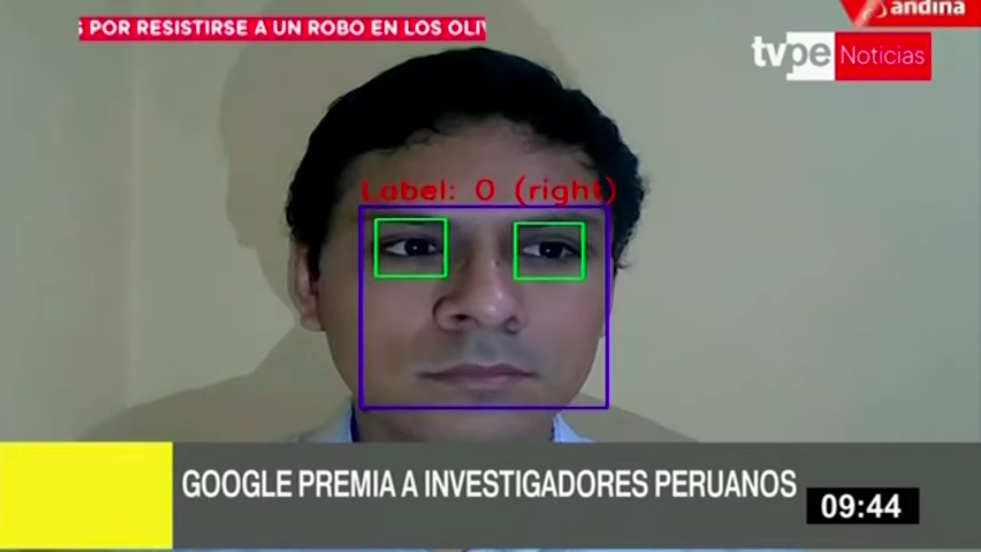 S POR RESISTIRSE A UN ROBO EN LOS OLIV
andina
tvpe Noticias
Label: 0 (right)
GOOGLE PREMIA A INVESTIGADORES PERUANOS
09:44